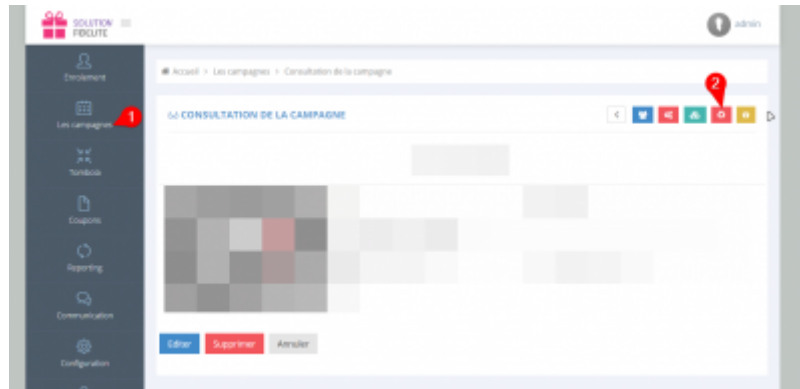 SOLUTION
FIDELITE
admin
Enrolement
Accueil > Les campagnes > Consultation de la campagne
2
Les campagnes
1
CONSULTATION DE LA CAMPAGNE
Tombola
Coupons
Reporting
Communication
Editer
Supprimer
Annuler
Configuration